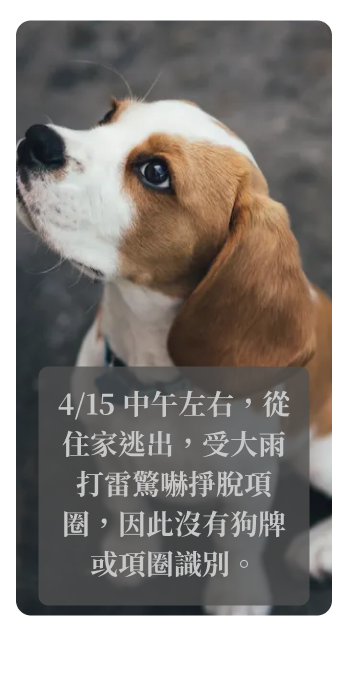 4/15 中午左右，從
住家逃出，受大雨
打雷驚嚇掙脫項
圈，因此沒有狗牌
或項圈識別。